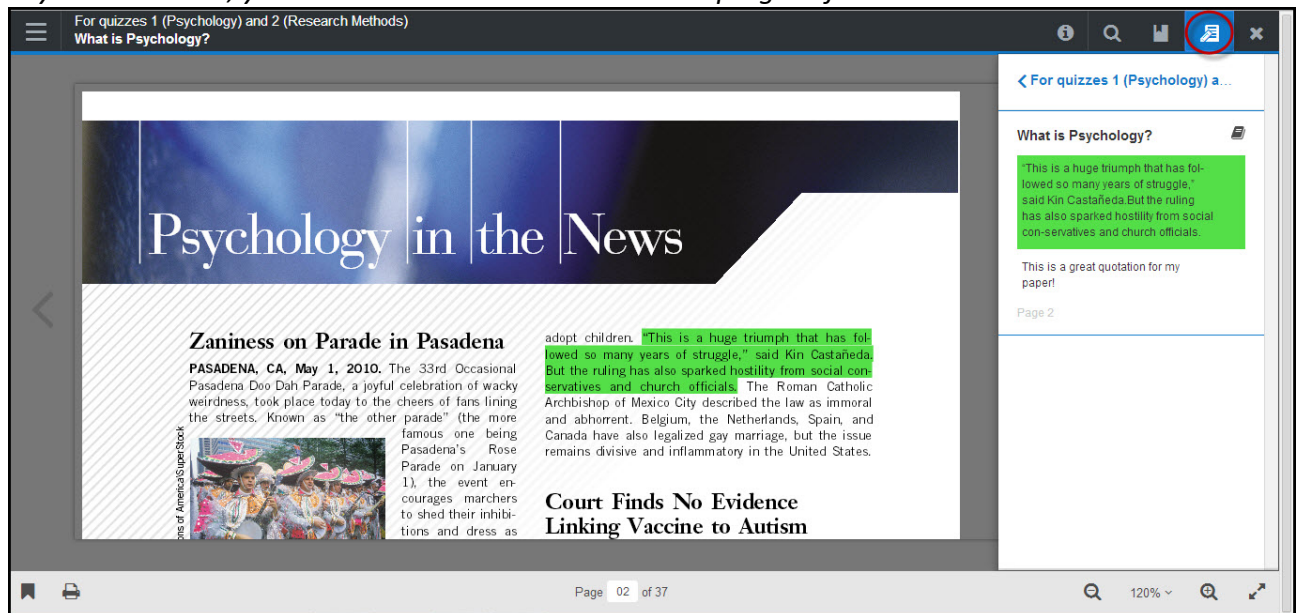 For quizzes 1 (Psychology) and 2 (Research Methods)
What is Psychology?
Psychology in the News
Zaniness on Parade in Pasadena
PASADENA, CA, May 1, 2010. The 33rd Occasional
Pasadena Doo Dah Parade, a joyful celebration of wacky
weirdness, took place today to the cheers of fans lining
the streets. Known as “the other parade” (the more
famous one being
Pasadena's Rose
Parade on January
1), the event en-
courages marchers
to shed their inhibi-
tions and dress as
ons of America\SuperStock
adopt children. “This is a huge triumph that has fol-
lowed so many years of struggle,” said Kin Castañeda.
But the ruling has also sparked hostility from social con-
servatives and church officials. The Roman Catholic
Archbishop of Mexico City described the law as immoral
and abhorrent. Belgium, the Netherlands, Spain, and
Canada have also legalized gay marriage, but the issue
remains divisive and inflammatory in the United States.
Court Finds No Evidence
Linking Vaccine to Autism
For quizzes 1 (Psychology) a...
What is Psychology?
“This is a huge triumph that has fol-
lowed so many years of struggle,”
said Kin Castañeda.But the ruling
has also sparked hostility from social
con-servatives and church officials.
This is a great quotation for my
paper!
Page 2
Page 02 of 37
120%